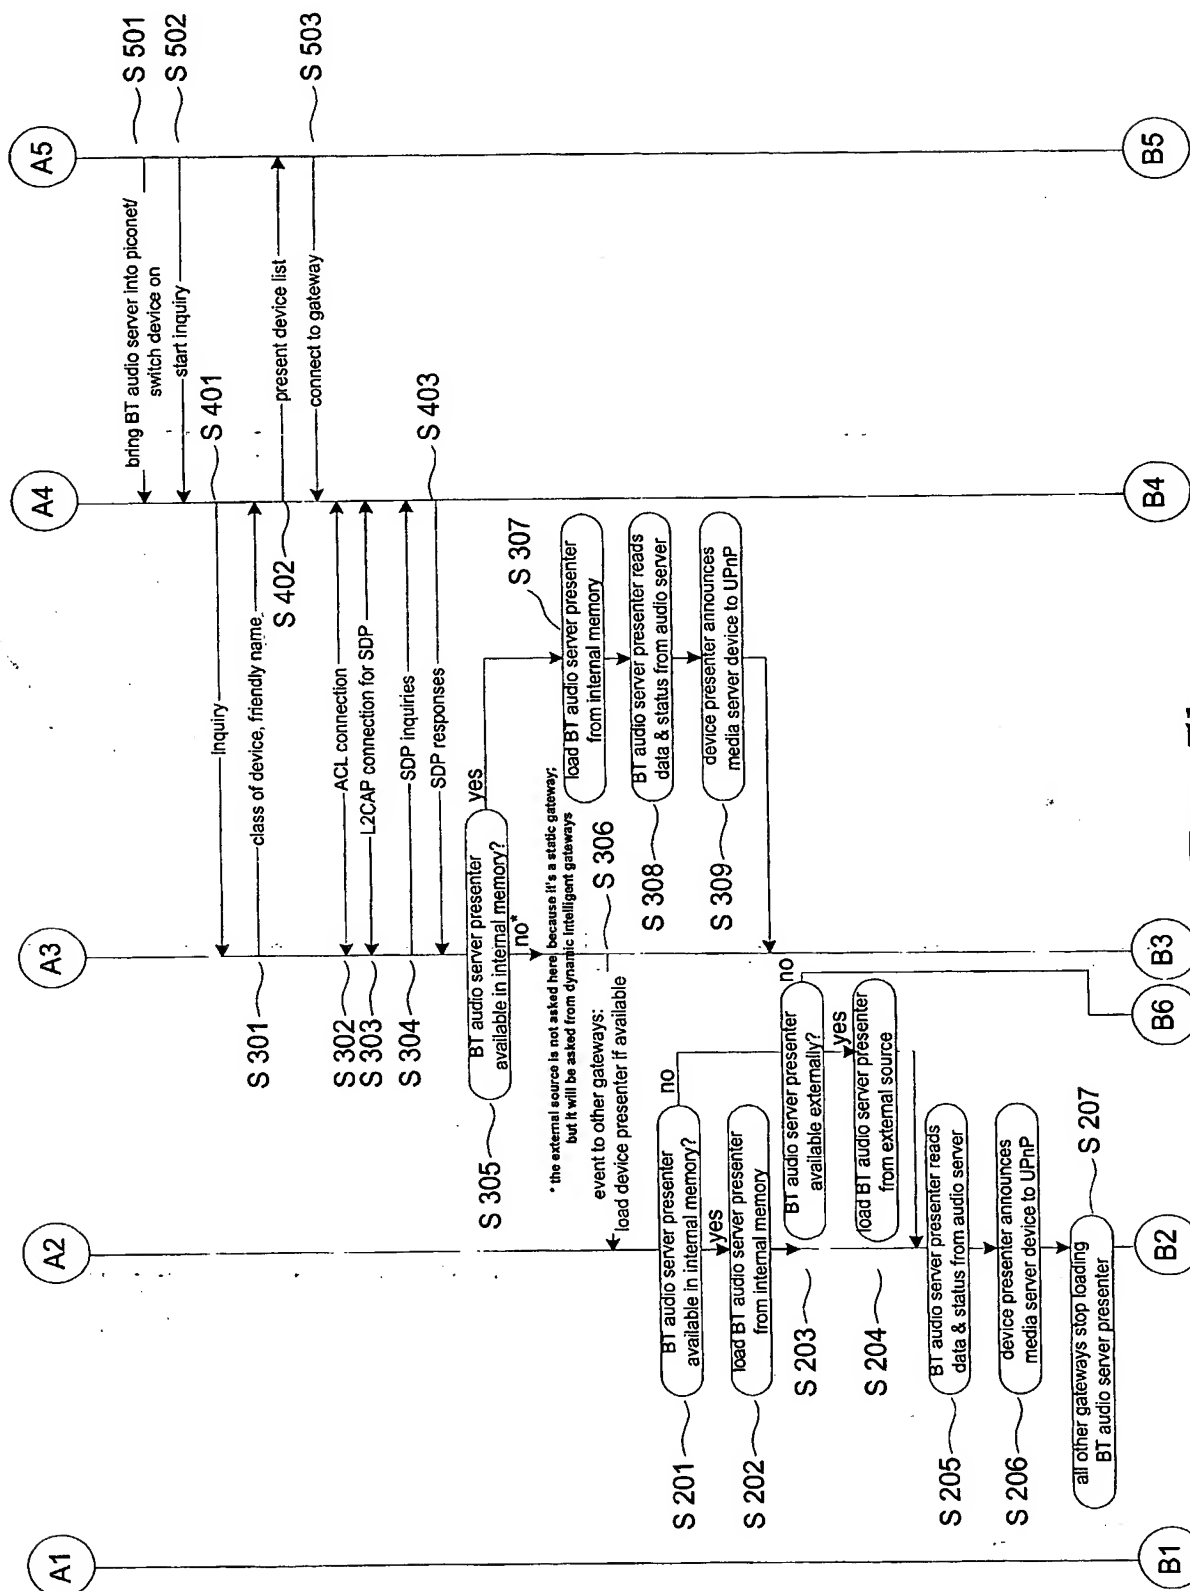 A1
A2
A3
A4
A5
bring BT audio server into piconet/
switch device on
S 501
start inquiry
S 502
Inquiry
S 401
S 301
class of device, friendly name
S 402
present device list
connect to gateway
S 503
S 302
ACL connection
S 303
L2CAP connection for SDP
S 304
SDP inquiries
SDP responses
S 403
S 305
BT audio server presenter
available in internal memory?
yes
no*
* the external source is not asked here, because it's a static gateway;
but it will be asked from dynamic intelligent gateways
S 307
load BT audio server presenter
from internal memory
event to other gateways:
load device presenter if available
S 306
S 308
BT audio server presenter reads
data & status from audio server
S 309
device presenter announces
media server device to UPnP
S 201
BT audio server presenter
available in internal memory?
no
yes
S 202
load BT audio server presenter
from internal memory
S 203
BT audio server presenter
available externally?
no
yes
S 204
load BT audio server presenter
from external source
S 205
BT audio server presenter reads
data & status from audio server
S 206
device presenter announces
media server device to UPnP
all other gateways stop loading
BT audio server presenter
S 207
B1
B2
B6
B3
B4
B5